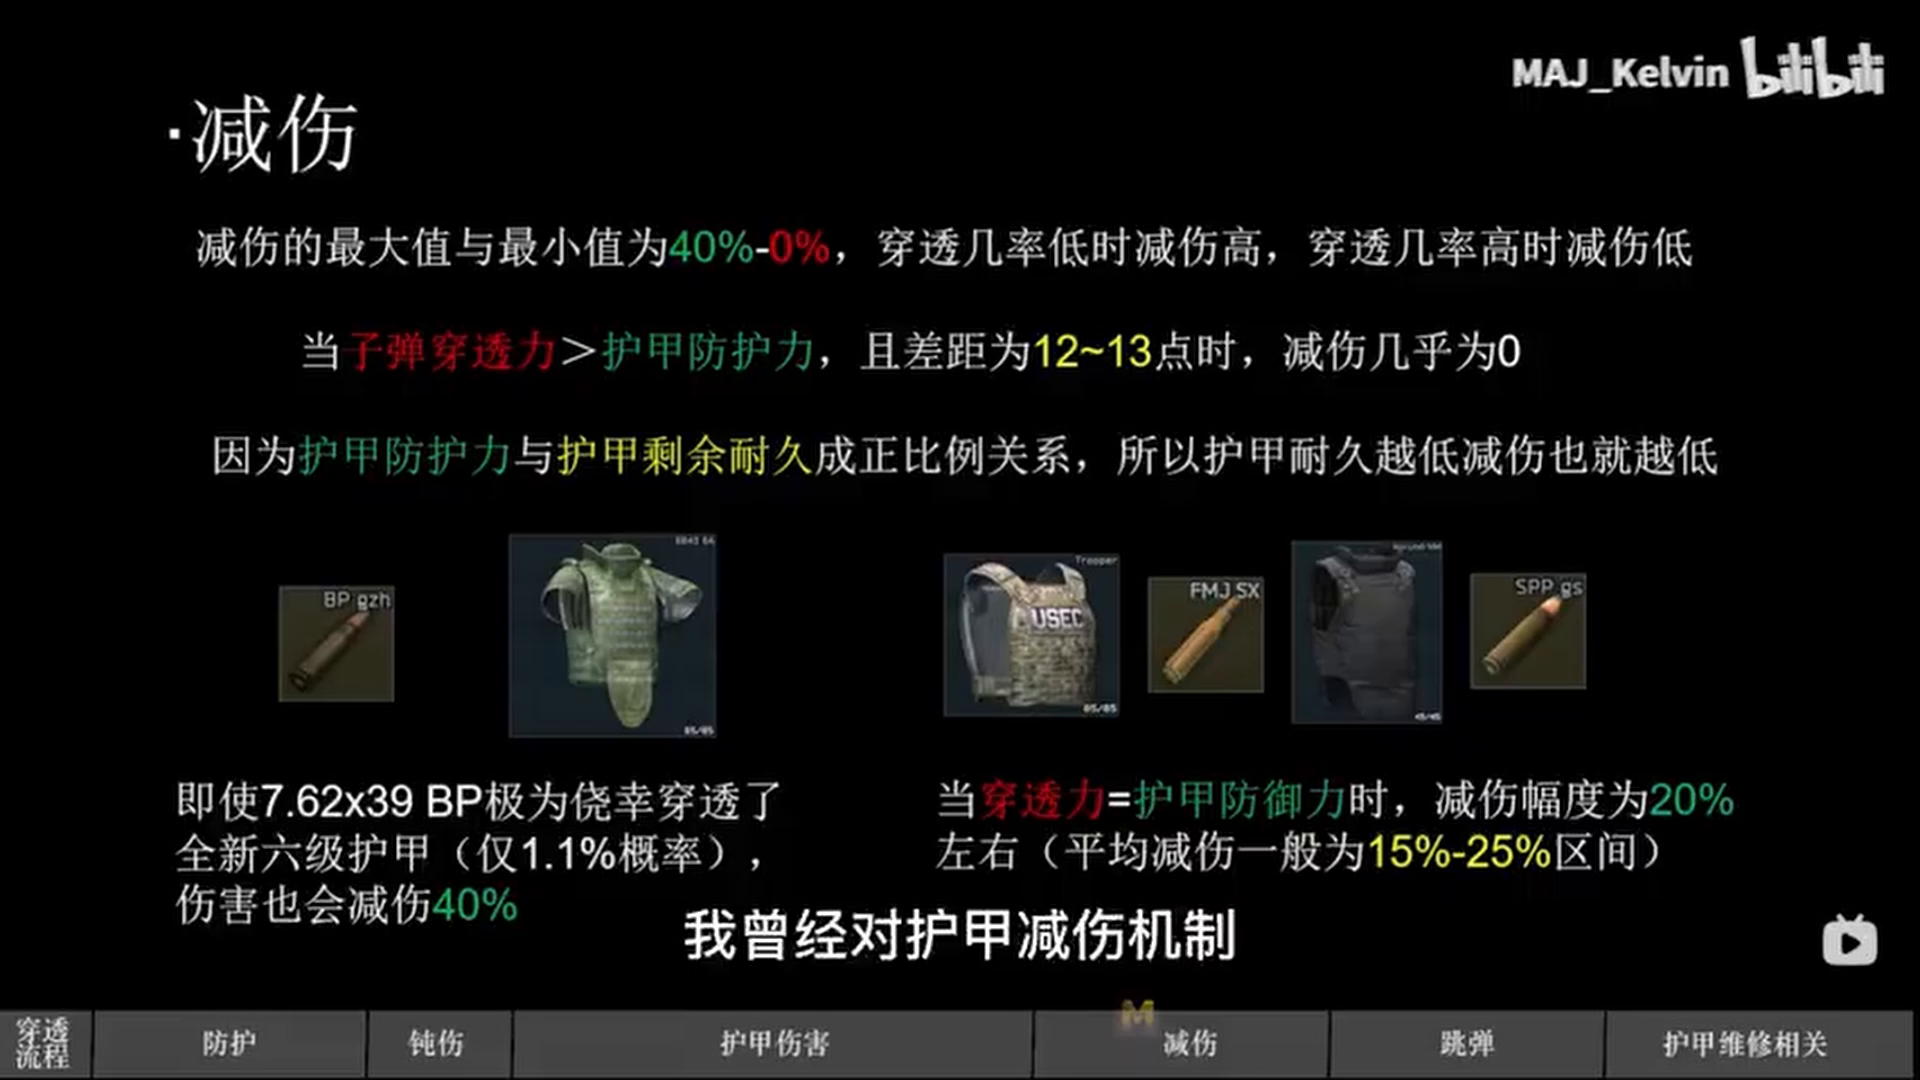 MAJ_Kelvin bilibili
·减伤
减伤的最大值与最小值为40%-0%，穿透几率低时减伤高，穿透几率高时减伤低
当子弹穿透力＞护甲防护力，且差距为12~13点时，减伤几乎为0
因为护甲防护力与护甲剩余耐久成正比例关系，所以护甲耐久越低减伤也就越低
BP gzh
85/85
Trooper
USEC
85/85
FMJ SX
45/45
SPP gs
即使7.62x39 BP极为侥幸穿透了
全新六级护甲（仅1.1%概率），
伤害也会减伤40%
当穿透力=护甲防御力时，减伤幅度为20%
左右（平均减伤一般为15%-25%区间）
我曾经对护甲减伤机制
M
穿透
流程
防护
钝伤
护甲伤害
减伤
跳弹
护甲维修相关